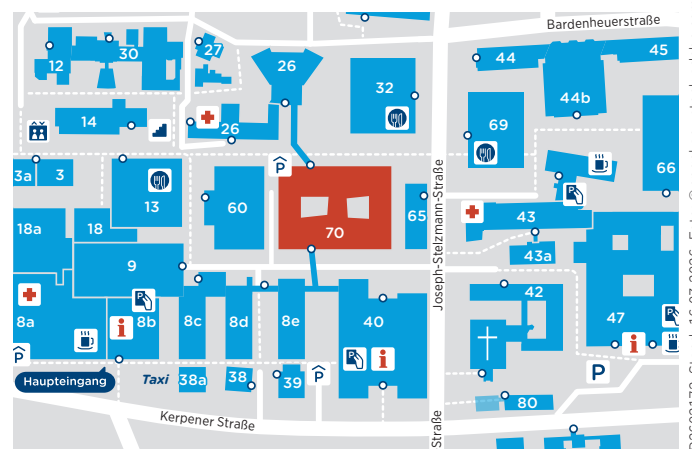 Bardenheuerstraße
45
44
12
30
27
26
32
44b
14
26
69
66
3a
3
13
60
70
65
43
18a
18
43a
9
42
8a
8b
8c
8d
8e
40
47
P
P
P
i
i
i
P
P
P
P
Haupteingang
Taxi
38a
38
39
80
Kerpener Straße
Joseph-Stelzmann-Straße
Straße